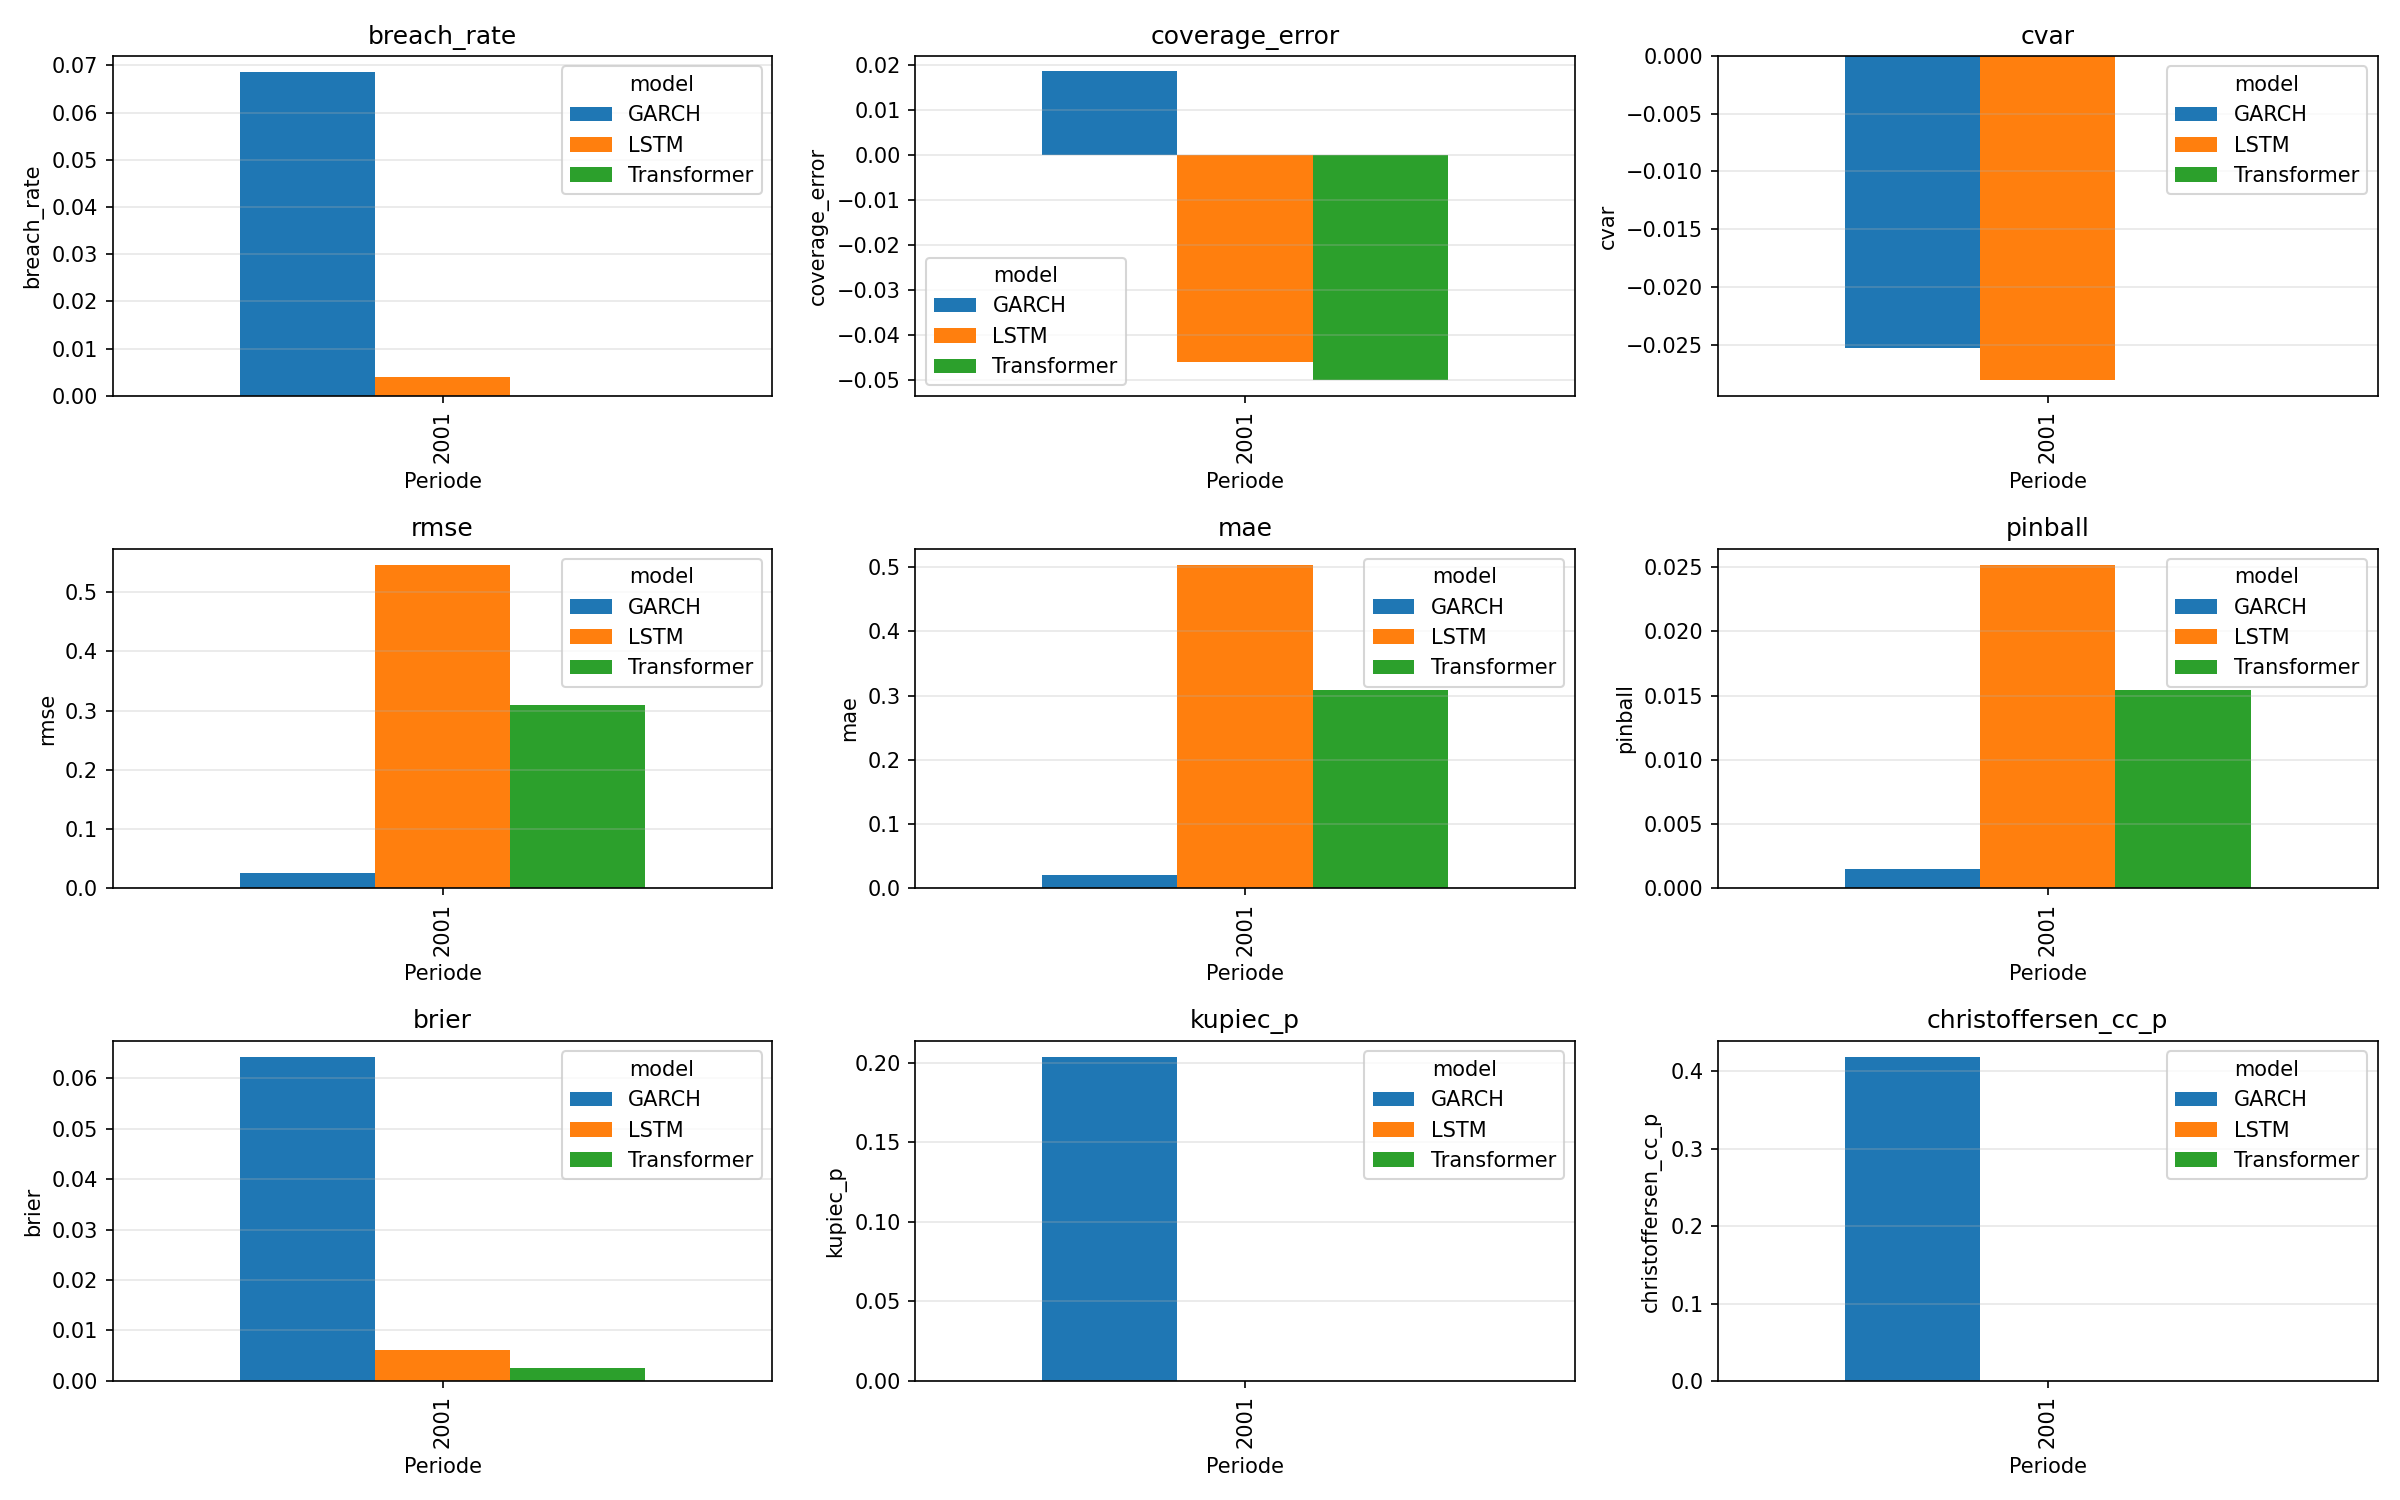 breach_rate
breach_rate
0.07
0.06
0.05
0.04
0.03
0.02
0.01
0.00
model
GARCH
LSTM
Transformer
2001
Periode
coverage_error
coverage_error
0.02
0.01
0.00
−0.01
−0.02
−0.03
−0.04
−0.05
model
GARCH
LSTM
Transformer
2001
Periode
cvar
cvar
0.000
−0.005
−0.010
−0.015
−0.020
−0.025
model
GARCH
LSTM
Transformer
2001
Periode
rmse
rmse
0.5
0.4
0.3
0.2
0.1
0.0
model
GARCH
LSTM
Transformer
2001
Periode
mae
mae
0.5
0.4
0.3
0.2
0.1
0.0
model
GARCH
LSTM
Transformer
2001
Periode
pinball
pinball
0.025
0.020
0.015
0.010
0.005
0.000
model
GARCH
LSTM
Transformer
2001
Periode
brier
brier
0.06
0.05
0.04
0.03
0.02
0.01
0.00
model
GARCH
LSTM
Transformer
2001
Periode
kupiec_p
kupiec_p
0.20
0.15
0.10
0.05
0.00
model
GARCH
LSTM
Transformer
2001
Periode
christoffersen_cc_p
christoffersen_cc_p
0.4
0.3
0.2
0.1
0.0
model
GARCH
LSTM
Transformer
2001
Periode